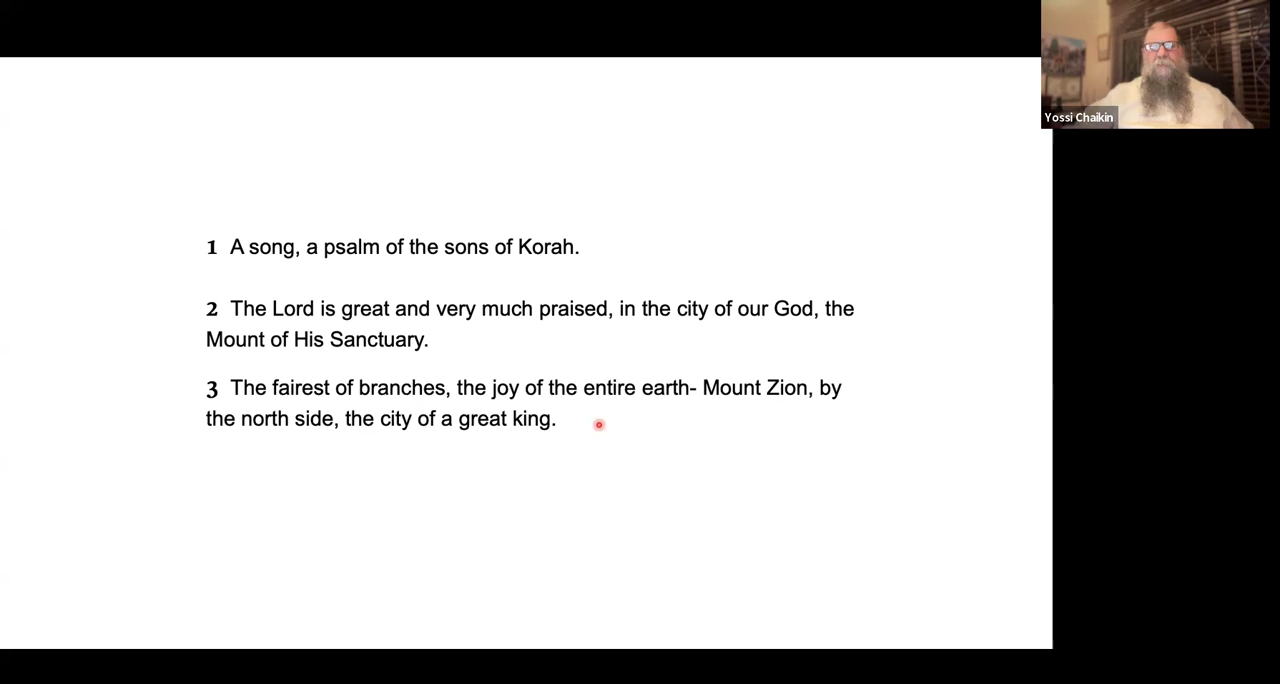 Yossi Chaikin
1 A song, a psalm of the sons of Korah.
2 The Lord is great and very much praised, in the city of our God, the
Mount of His Sanctuary.
3 The fairest of branches, the joy of the entire earth- Mount Zion, by
the north side, the city of a great king.